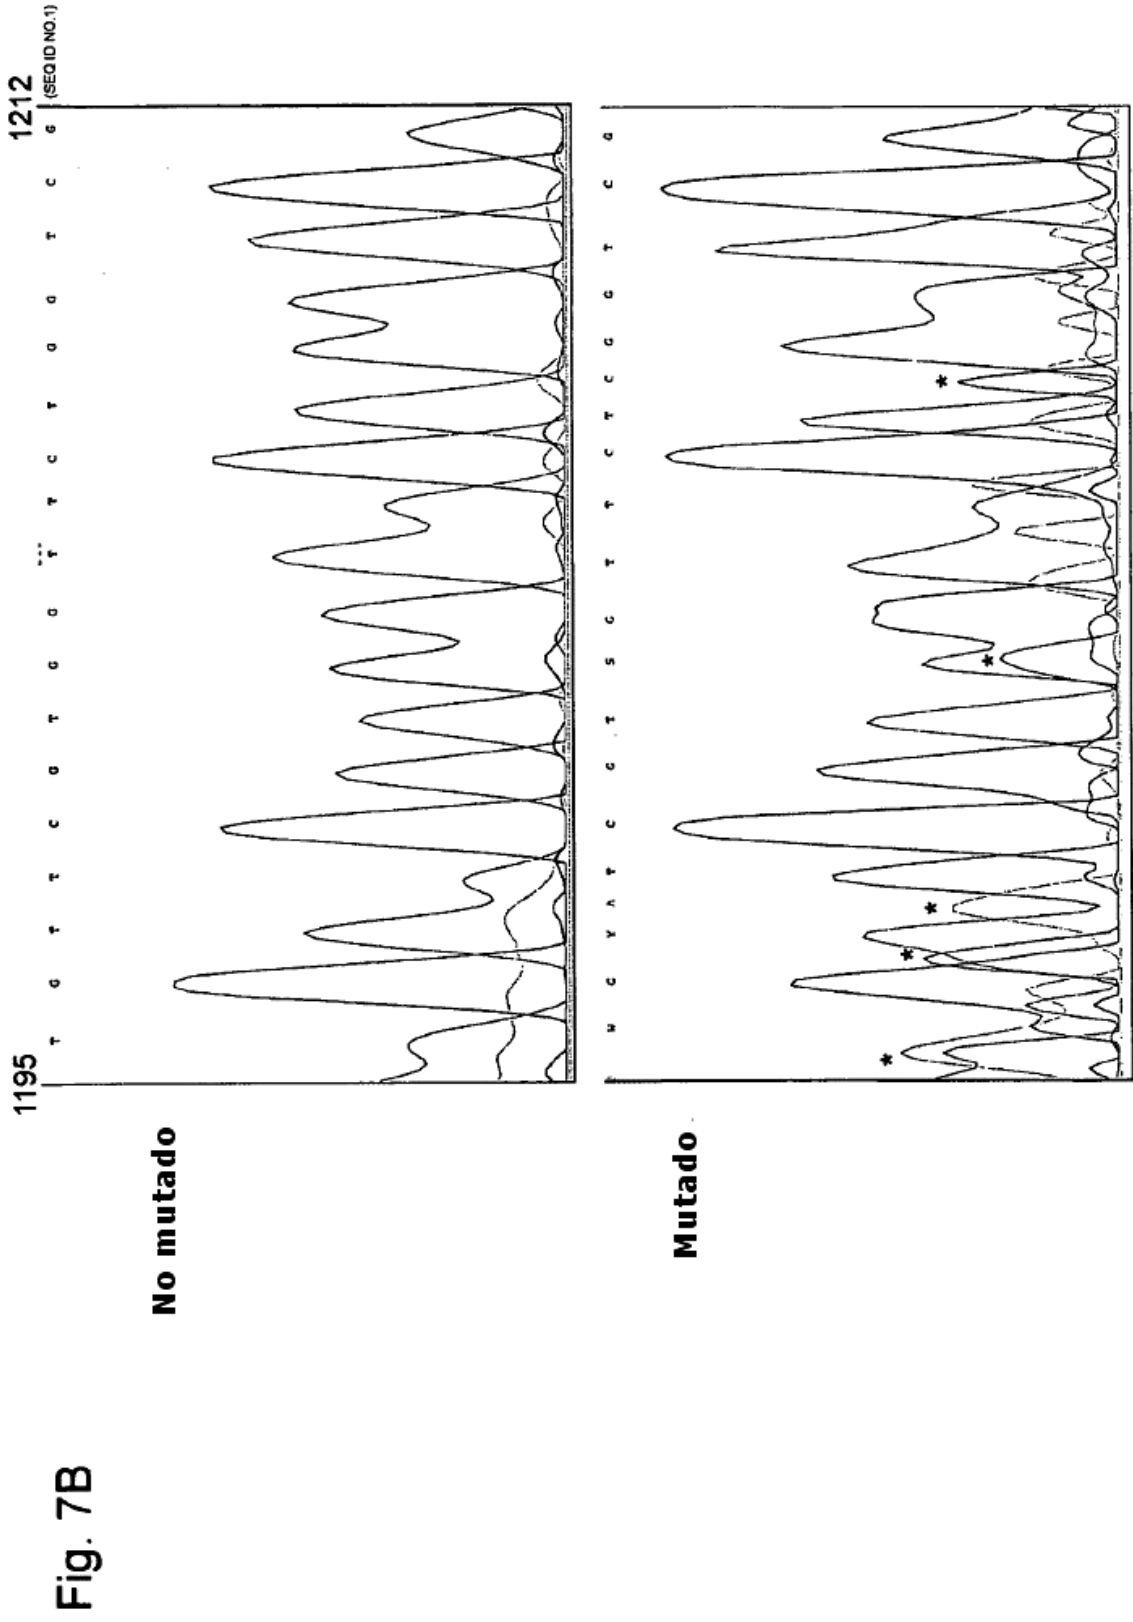 Fig. 7B
1195 1212
(SEQ ID NO.1)
T G T T C G T G G T T C T G G T C G
No mutado
W G Y A T C G T S G T T C T C G G T C G
* * * * *
Mutado